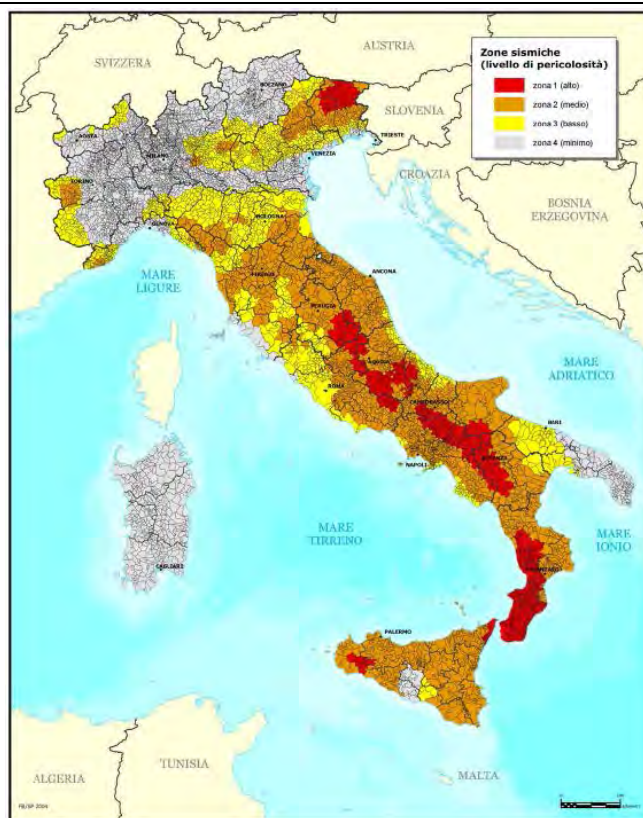 AUSTRIA
SVIZZERA
Zone sismiche
(livello di pericolosità)
zona 1 (alto)
zona 2 (medio)
zona 3 (basso)
zona 4 (minimo)
BOLZANO
SLOVENIA
AOSTA
TRIESTE
MILANO
VENEZIA
CROAZIA
TORINO
BOSNIA
ERZEGOVINA
BOLOGNA
GENOVA
MARE
LIGURE
FIRENZE
ANCONA
PERUGIA
MARE
ADRIATICO
ROMA
CAMPOBASSO
BARI
NAPOLI
POTENZA
MARE
TIRRENO
MARE
IONIO
CAGLIARI
CATANZARO
PALERMO
TUNISIA
ALGERIA
MALTA